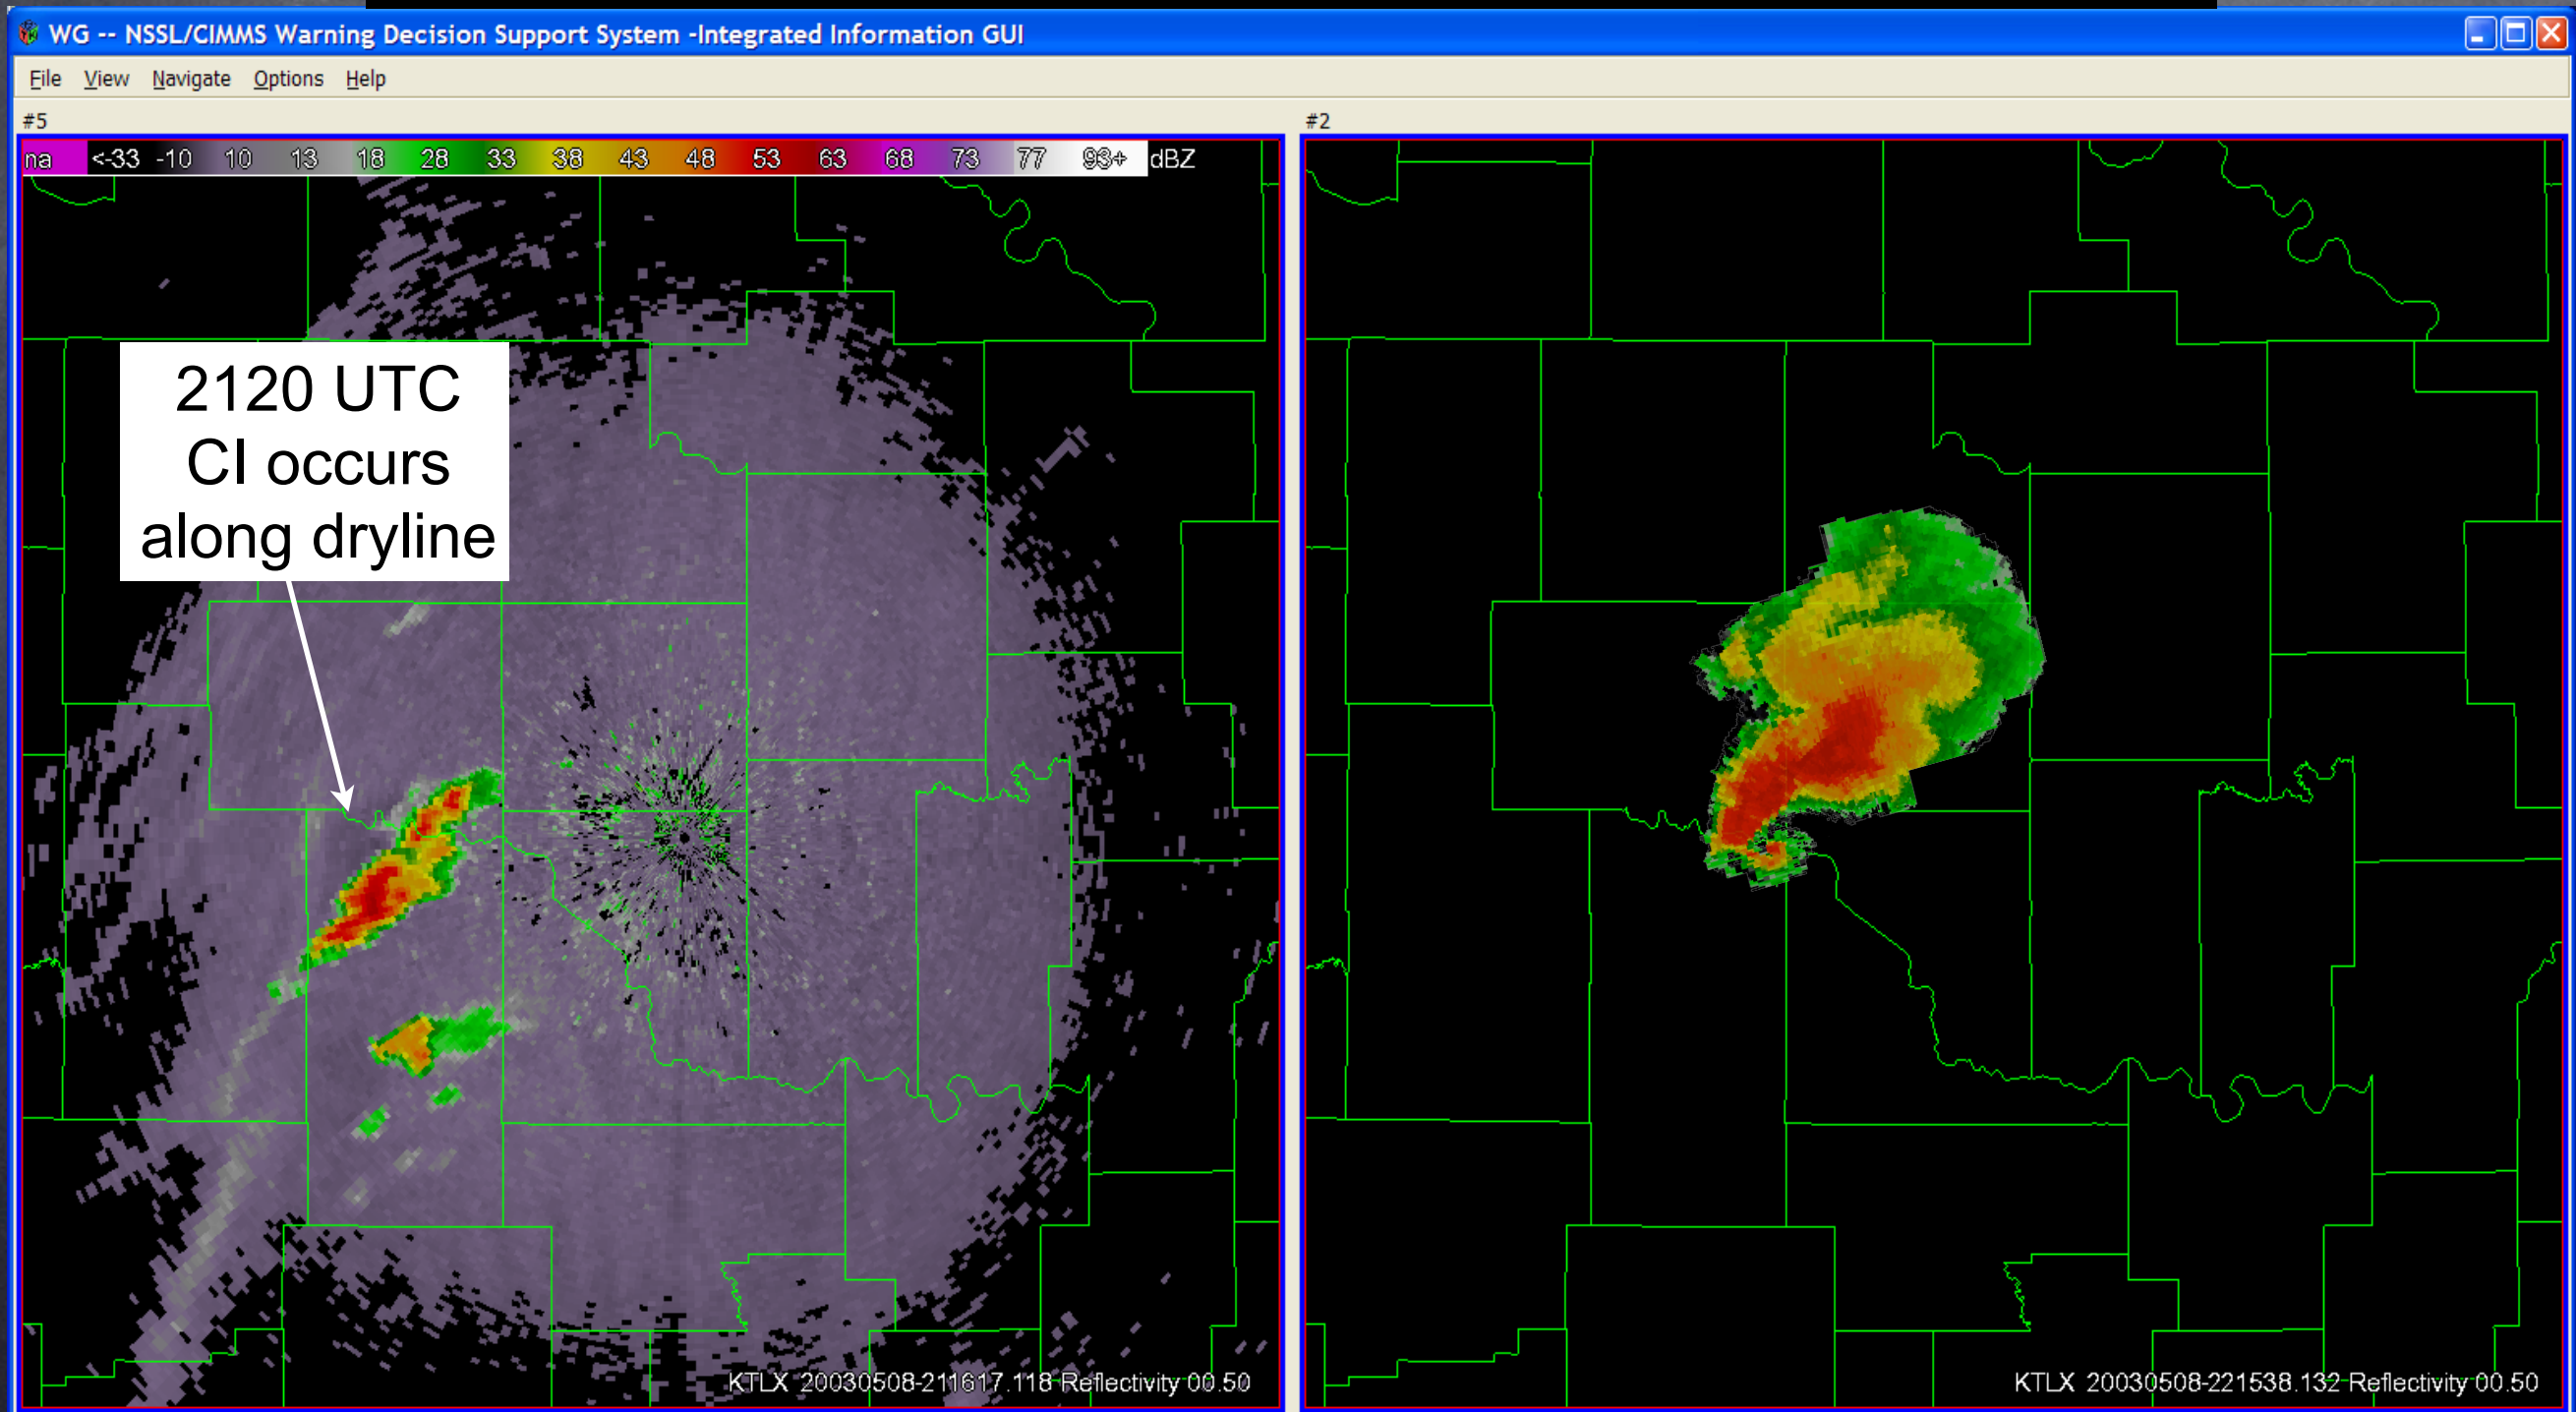 WG -- NSSL/CIMMS Warning Decision Support System -Integrated Information GUI
File View Navigate Options Help
#5
#2
na <-33 -10 10 13 18 28 33 38 43 48 53 63 68 73 77 93+ dBZ
2120 UTC
CI occurs
along dryline
KTLX 20030508-211617.118 Reflectivity 00.50
KTLX 20030508-221538.132 Reflectivity 00.50